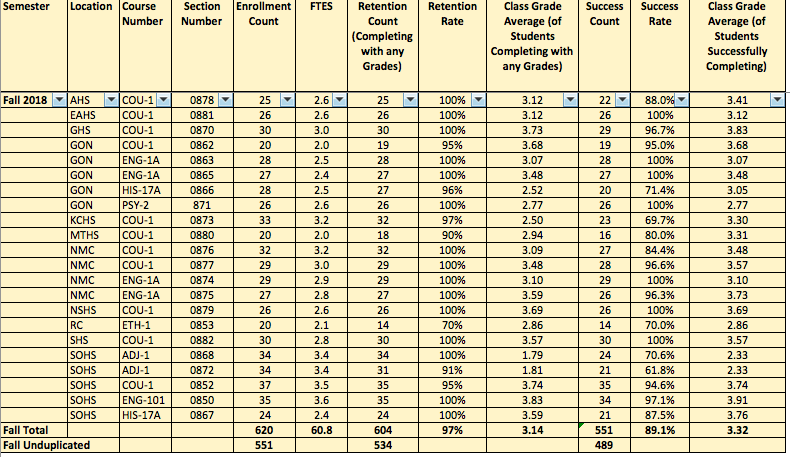 Semester Location Course Number Section Number Enrollment Count FTES Retention Count (Completing with any Grades) Retention Rate Class Grade Average (of Students Completing with any Grades) Success Count Success Rate Class Grade Average (of Students Successfully Completing)
Fall 2018 AHS COU-1 0878 25 2.6 25 100% 3.12 22 88.0% 3.41
EAHS COU-1 0881 26 2.6 26 100% 3.12 26 100% 3.12
GHS COU-1 0870 30 3.0 30 100% 3.73 29 96.7% 3.83
GON COU-1 0862 20 2.0 19 95% 3.68 19 95.0% 3.68
GON ENG-1A 0863 28 2.5 28 100% 3.07 28 100% 3.07
GON ENG-1A 0865 27 2.4 27 100% 3.48 27 100% 3.48
GON HIS-17A 0866 28 2.5 27 96% 2.52 20 71.4% 3.05
GON PSY-2 871 26 2.6 26 100% 2.77 26 100% 2.77
KCHS COU-1 0873 33 3.2 32 97% 2.50 23 69.7% 3.30
MTHS COU-1 0880 20 2.0 18 90% 2.94 16 80.0% 3.31
NMC COU-1 0876 32 3.2 32 100% 3.09 27 84.4% 3.48
NMC COU-1 0877 29 3.0 29 100% 3.48 28 96.6% 3.57
NMC ENG-1A 0874 29 2.9 29 100% 3.10 29 100% 3.10
NMC ENG-1A 0875 27 2.8 27 100% 3.59 26 96.3% 3.73
NSHS COU-1 0879 26 2.6 26 100% 3.69 26 100% 3.69
RC ETH-1 0853 20 2.1 14 70% 2.86 14 70.0% 2.86
SHS COU-1 0882 30 2.8 30 100% 3.57 30 100% 3.57
SOHS ADJ-1 0868 34 3.4 34 100% 1.79 24 70.6% 2.33
SOHS ADJ-1 0872 34 3.4 31 91% 1.81 21 61.8% 2.33
SOHS COU-1 0852 37 3.5 35 95% 3.74 35 94.6% 3.74
SOHS ENG-101 0850 35 3.6 35 100% 3.83 34 97.1% 3.91
SOHS HIS-17A 0867 24 2.4 24 100% 3.59 21 87.5% 3.76
Fall Total 620 60.8 604 97% 3.14 551 89.1% 3.32
Fall Unduplicated 551 534 489